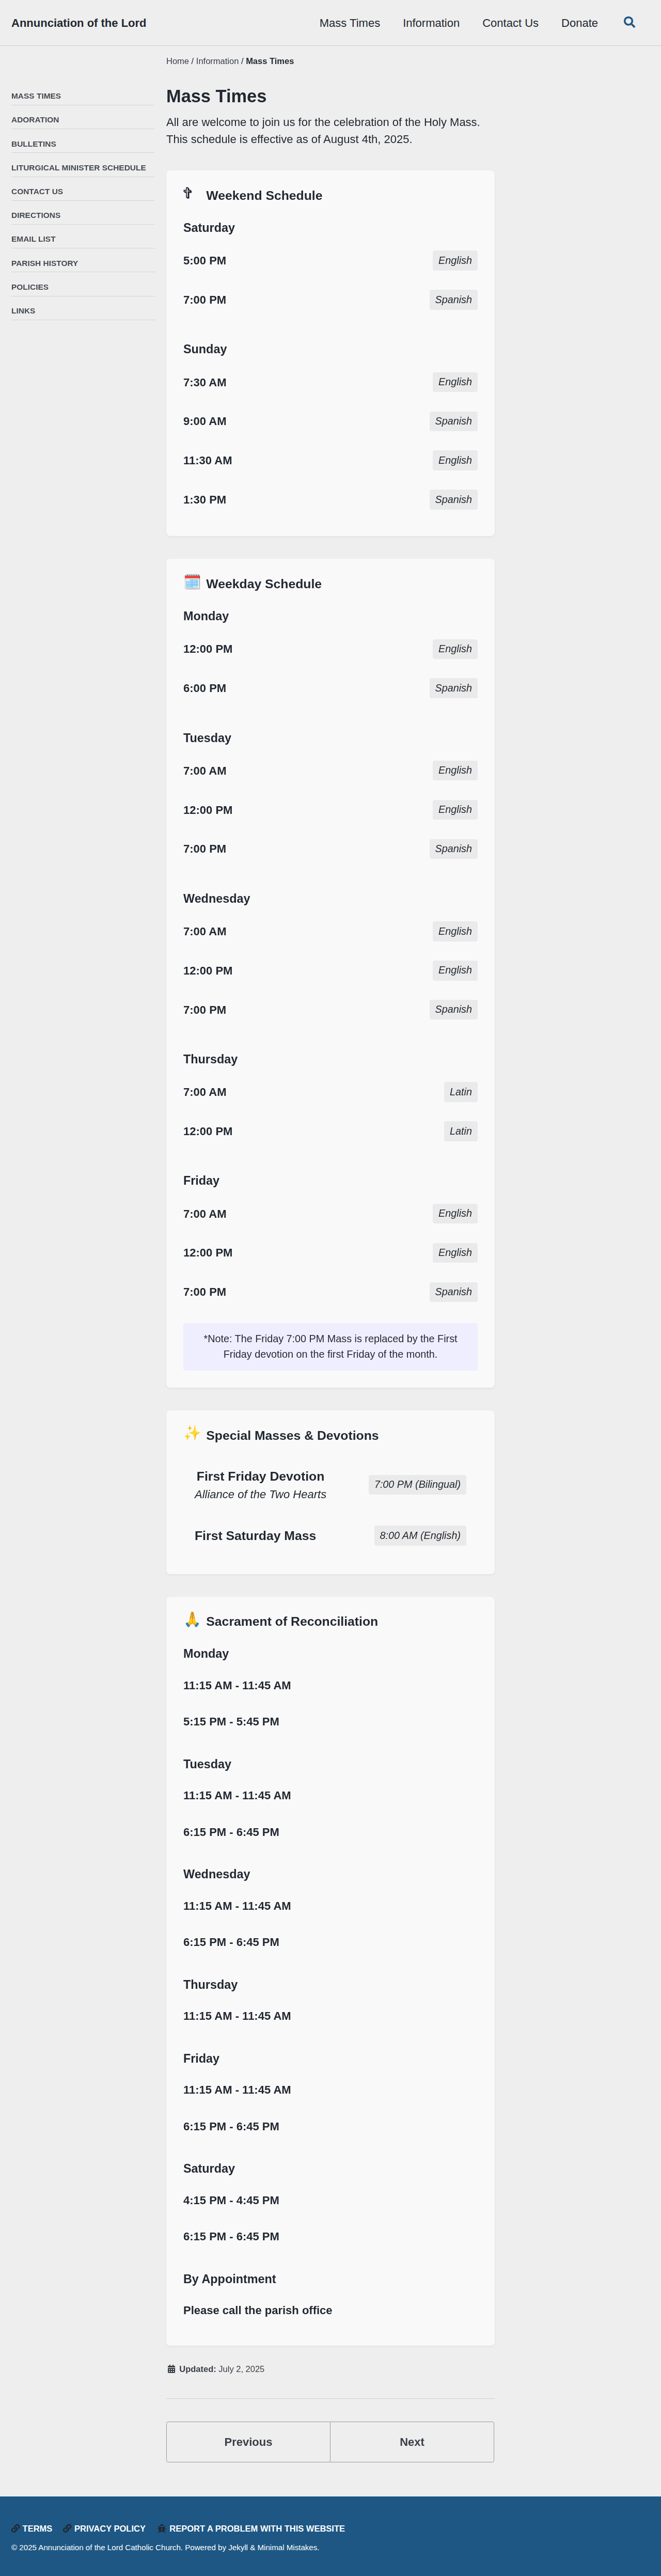 Annunciation of the Lord
Mass Times Information Contact Us Donate
Home / Information / Mass Times
MASS TIMES
ADORATION
BULLETINS
LITURGICAL MINISTER SCHEDULE
CONTACT US
DIRECTIONS
EMAIL LIST
PARISH HISTORY
POLICIES
LINKS
Mass Times
All are welcome to join us for the celebration of the Holy Mass.
This schedule is effective as of August 4th, 2025.
✞ Weekend Schedule
Saturday
5:00 PM English
7:00 PM Spanish
Sunday
7:30 AM English
9:00 AM Spanish
11:30 AM English
1:30 PM Spanish
🗓️ Weekday Schedule
Monday
12:00 PM English
6:00 PM Spanish
Tuesday
7:00 AM English
12:00 PM English
7:00 PM Spanish
Wednesday
7:00 AM English
12:00 PM English
7:00 PM Spanish
Thursday
7:00 AM Latin
12:00 PM Latin
Friday
7:00 AM English
12:00 PM English
7:00 PM Spanish
*Note: The Friday 7:00 PM Mass is replaced by the First
Friday devotion on the first Friday of the month.
✨ Special Masses & Devotions
First Friday Devotion
Alliance of the Two Hearts
7:00 PM (Bilingual)
First Saturday Mass 8:00 AM (English)
🙏 Sacrament of Reconciliation
Monday
11:15 AM - 11:45 AM
5:15 PM - 5:45 PM
Tuesday
11:15 AM - 11:45 AM
6:15 PM - 6:45 PM
Wednesday
11:15 AM - 11:45 AM
6:15 PM - 6:45 PM
Thursday
11:15 AM - 11:45 AM
Friday
11:15 AM - 11:45 AM
6:15 PM - 6:45 PM
Saturday
4:15 PM - 4:45 PM
6:15 PM - 6:45 PM
By Appointment
Please call the parish office
Updated: July 2, 2025
Previous Next
TERMS PRIVACY POLICY REPORT A PROBLEM WITH THIS WEBSITE
© 2025 Annunciation of the Lord Catholic Church. Powered by Jekyll & Minimal Mistakes.